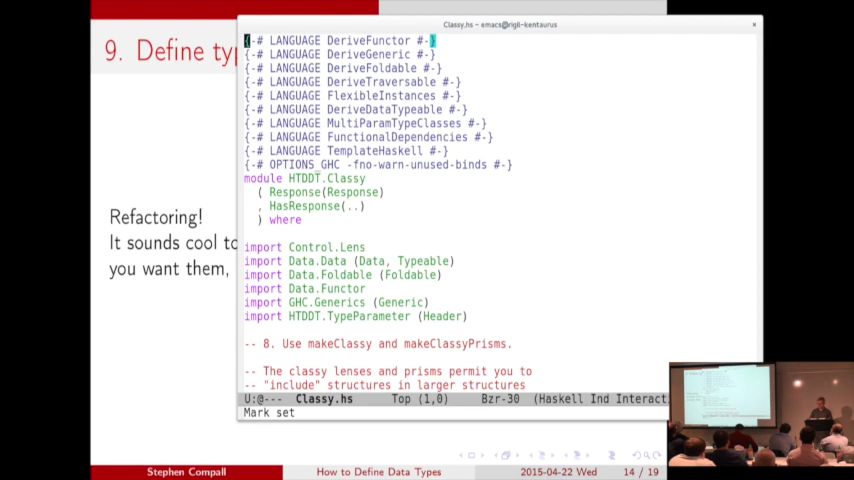 Classy.hs - emacs@rigil-kentaurus
9. Define typ
{-# LANGUAGE DeriveFunctor #-}
{-# LANGUAGE DeriveGeneric #-}
{-# LANGUAGE DeriveFoldable #-}
{-# LANGUAGE DeriveTraversable #-}
{-# LANGUAGE FlexibleInstances #-}
{-# LANGUAGE DeriveDataTypeable #-}
{-# LANGUAGE MultiParamTypeClasses #-}
{-# LANGUAGE FunctionalDependencies #-}
{-# LANGUAGE TemplateHaskell #-}
{-# OPTIONS_GHC -fno-warn-unused-binds #-}
module HTDDT.Classy
( Response(Response)
, HasResponse(..)
) where
Refactoring!
It sounds cool to
you want them,
import Control.Lens
import Data.Data (Data, Typeable)
import Data.Foldable (Foldable)
import Data.Functor
import GHC.Generics (Generic)
import HTDDT.TypeParameter (Header)
-- 8. Use makeClassy and makeClassyPrisms.
-- The classy lenses and prisms permit you to
-- "include" structures in larger structures
U:@--- Classy.hs Top (1,0) Bzr-30 (Haskell Ind Interact
Mark set
Stephen Compall How to Define Data Types 2015-04-22 Wed 14 / 19